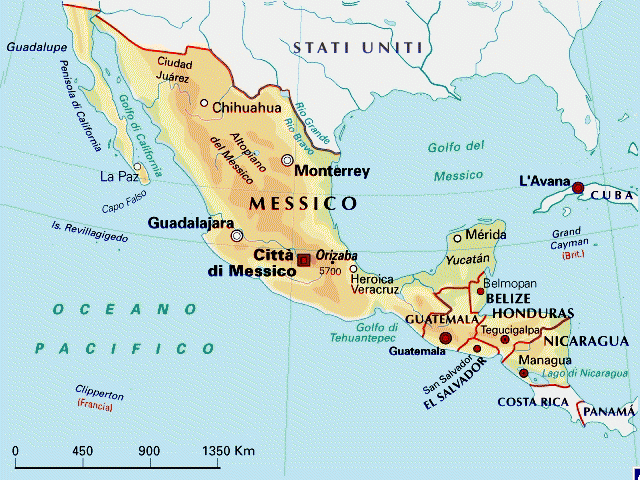 Guadalupe
STATI UNITI
Ciudad
Juárez
Penisola di California
Golfo di California
Chihuahua
Rio Grande
Rio Bravo
Altopiano
del Messico
Golfo del
Messico
La Paz
Capo Falso
Monterrey
L'Avana
CUBA
MESSICO
Is. Revillagigedo
Guadalajara
Mérida
Yucatán
Grand
Cayman
(Brit.)
Città
di Messico
Orizaba
5700
Heroica
Veracruz
Belmopan
BELIZE
HONDURAS
GUATEMALA
Tegucigalpa
NICARAGUA
OCEANO
PACIFICO
Golfo di
Tehuantepec
Guatemala
San Salvador
EL SALVADOR
Managua
Lago di Nicaragua
Clipperton
(Francia)
COSTA RICA
PANAMÁ
0 450 900 1350 Km